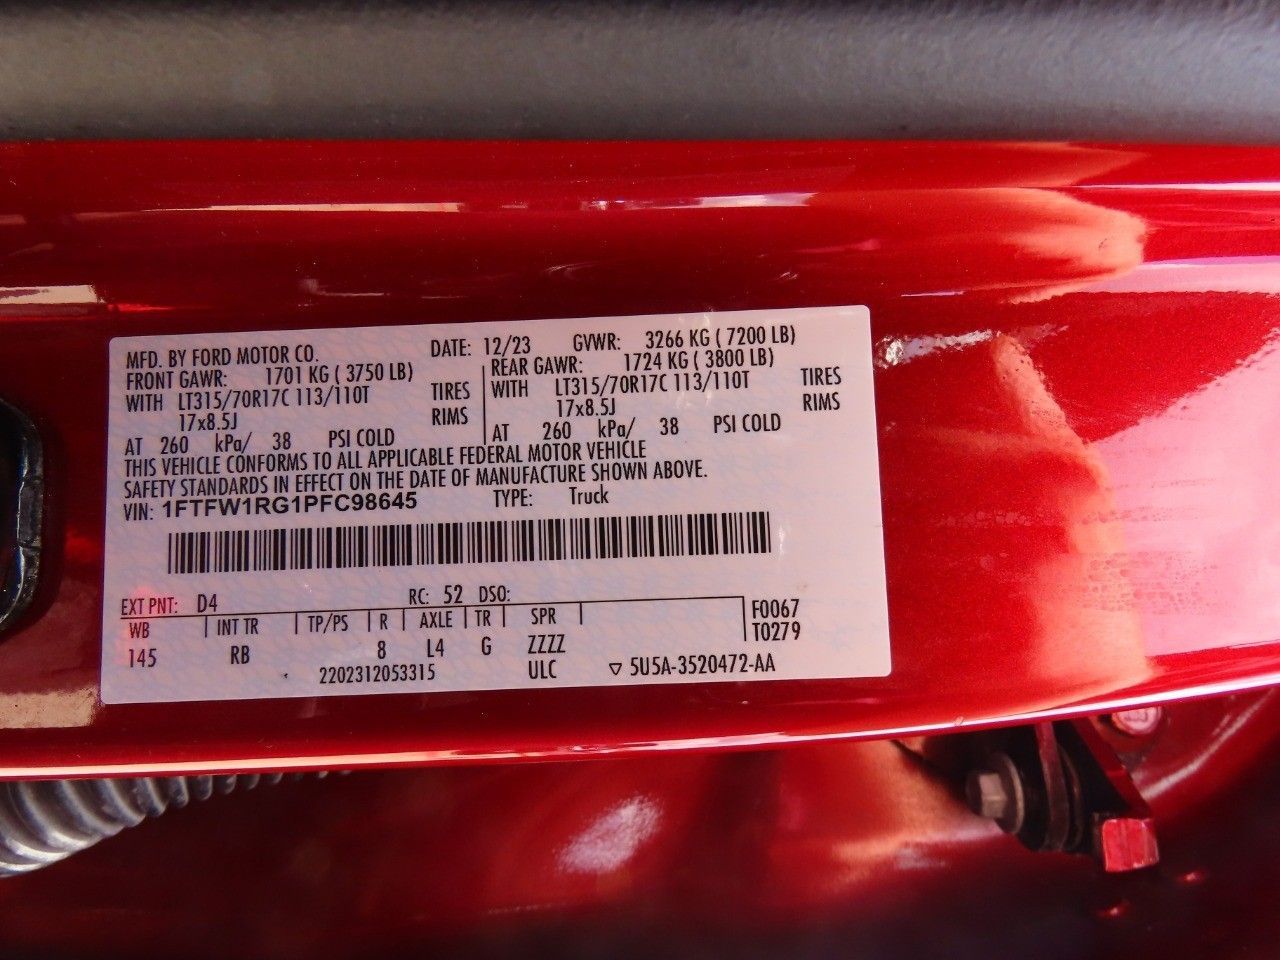 MFD. BY FORD MOTOR CO. DATE: 12/23 GVWR: 3266 KG ( 7200 LB)
FRONT GAWR: 1701 KG ( 3750 LB) REAR GAWR: 1724 KG ( 3800 LB)
WITH LT315/70R17C 113/110T TIRES WITH LT315/70R17C 113/110T TIRES
17x8.5J RIMS 17x8.5J RIMS
AT 260 kPa/ 38 PSI COLD AT 260 kPa/ 38 PSI COLD
THIS VEHICLE CONFORMS TO ALL APPLICABLE FEDERAL MOTOR VEHICLE
SAFETY STANDARDS IN EFFECT ON THE DATE OF MANUFACTURE SHOWN ABOVE.
VIN: 1FTFW1RG1PFC98645 TYPE: Truck
EXT PNT: D4 RC: 52 DSO:
WB INT TR TP/PS R AXLE TR SPR F0067
145 RB 8 L4 G ZZZZ T0279
2202312053315 ULC ▽ 5U5A-3520472-AA